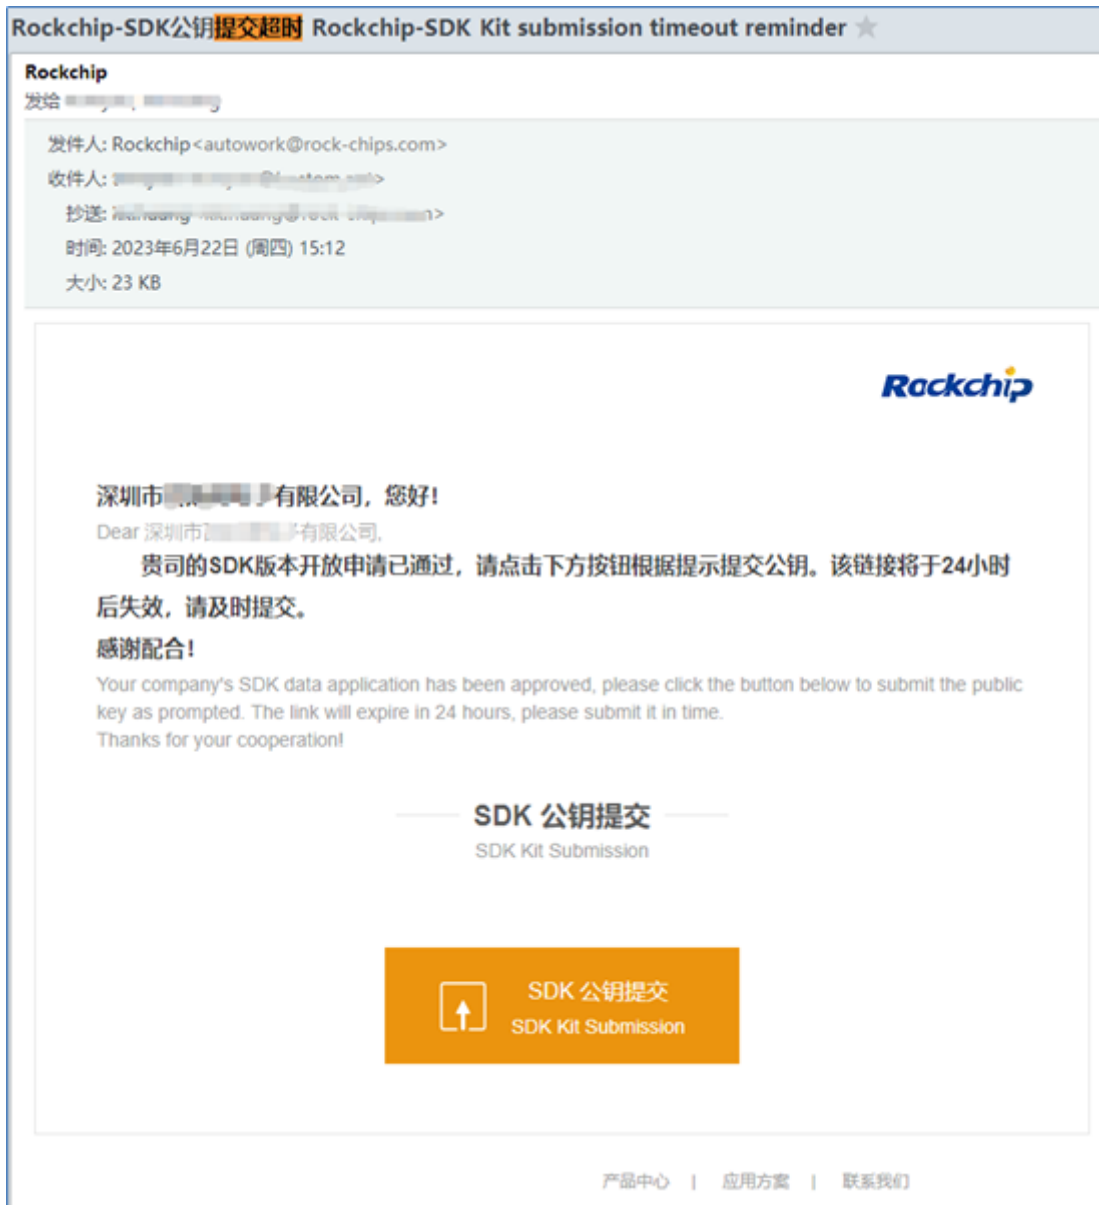 Rockchip-SDK公钥提交超时 Rockchip-SDK Kit submission timeout reminder
Rockchip
发给
发件人: Rockchip<autowork@rock-chips.com>
收件人:
抄送:
时间: 2023年6月22日 (周四) 15:12
大小: 23 KB
Rockchip
深圳市 有限公司，您好！
Dear 深圳市 有限公司,
贵司的SDK版本开放申请已通过，请点击下方按钮根据提示提交公钥。该链接将于24小时
后失效，请及时提交。
感谢配合！
Your company's SDK data application has been approved, please click the button below to submit the public
key as prompted. The link will expire in 24 hours, please submit it in time.
Thanks for your cooperation!
SDK 公钥提交
SDK Kit Submission
SDK 公钥提交
SDK Kit Submission
产品中心 | 应用方案 | 联系我们